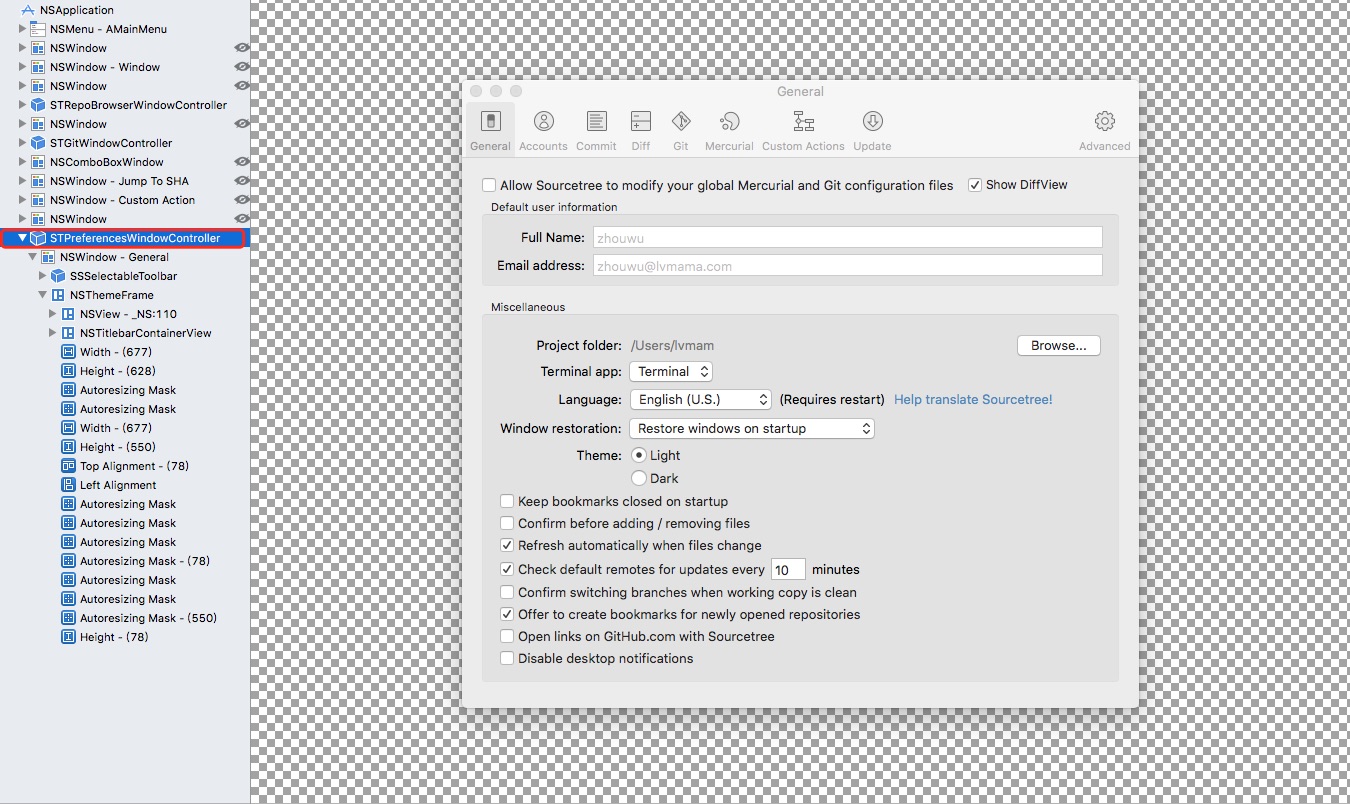 NSApplication
NSMenu - AMainMenu
NSWindow
NSWindow - Window
NSWindow
STRepoBrowserWindowController
NSWindow
STGitWindowController
NSComboBoxWindow
NSWindow - Jump To SHA
NSWindow - Custom Action
NSWindow
STPreferencesWindowController
NSWindow - General
SSSelectableToolbar
NSThemeFrame
NSView - _NS:110
NSTitlebarContainerView
Width - (677)
Height - (628)
Autoresizing Mask
Autoresizing Mask
Width - (677)
Height - (550)
Top Alignment - (78)
Left Alignment
Autoresizing Mask
Autoresizing Mask
Autoresizing Mask
Autoresizing Mask - (78)
Autoresizing Mask
Autoresizing Mask
Autoresizing Mask - (550)
Height - (78)
General
General Accounts Commit Diff Git Mercurial Custom Actions Update Advanced
Allow Sourcetree to modify your global Mercurial and Git configuration files Show DiffView
Default user information
Full Name: zhouwu
Email address: zhouwu@lvmama.com
Miscellaneous
Project folder: /Users/lvmam Browse...
Terminal app: Terminal
Language: English (U.S.) (Requires restart) Help translate Sourcetree!
Window restoration: Restore windows on startup
Theme: Light
Dark
Keep bookmarks closed on startup
Confirm before adding / removing files
Refresh automatically when files change
Check default remotes for updates every 10 minutes
Confirm switching branches when working copy is clean
Offer to create bookmarks for newly opened repositories
Open links on GitHub.com with Sourcetree
Disable desktop notifications